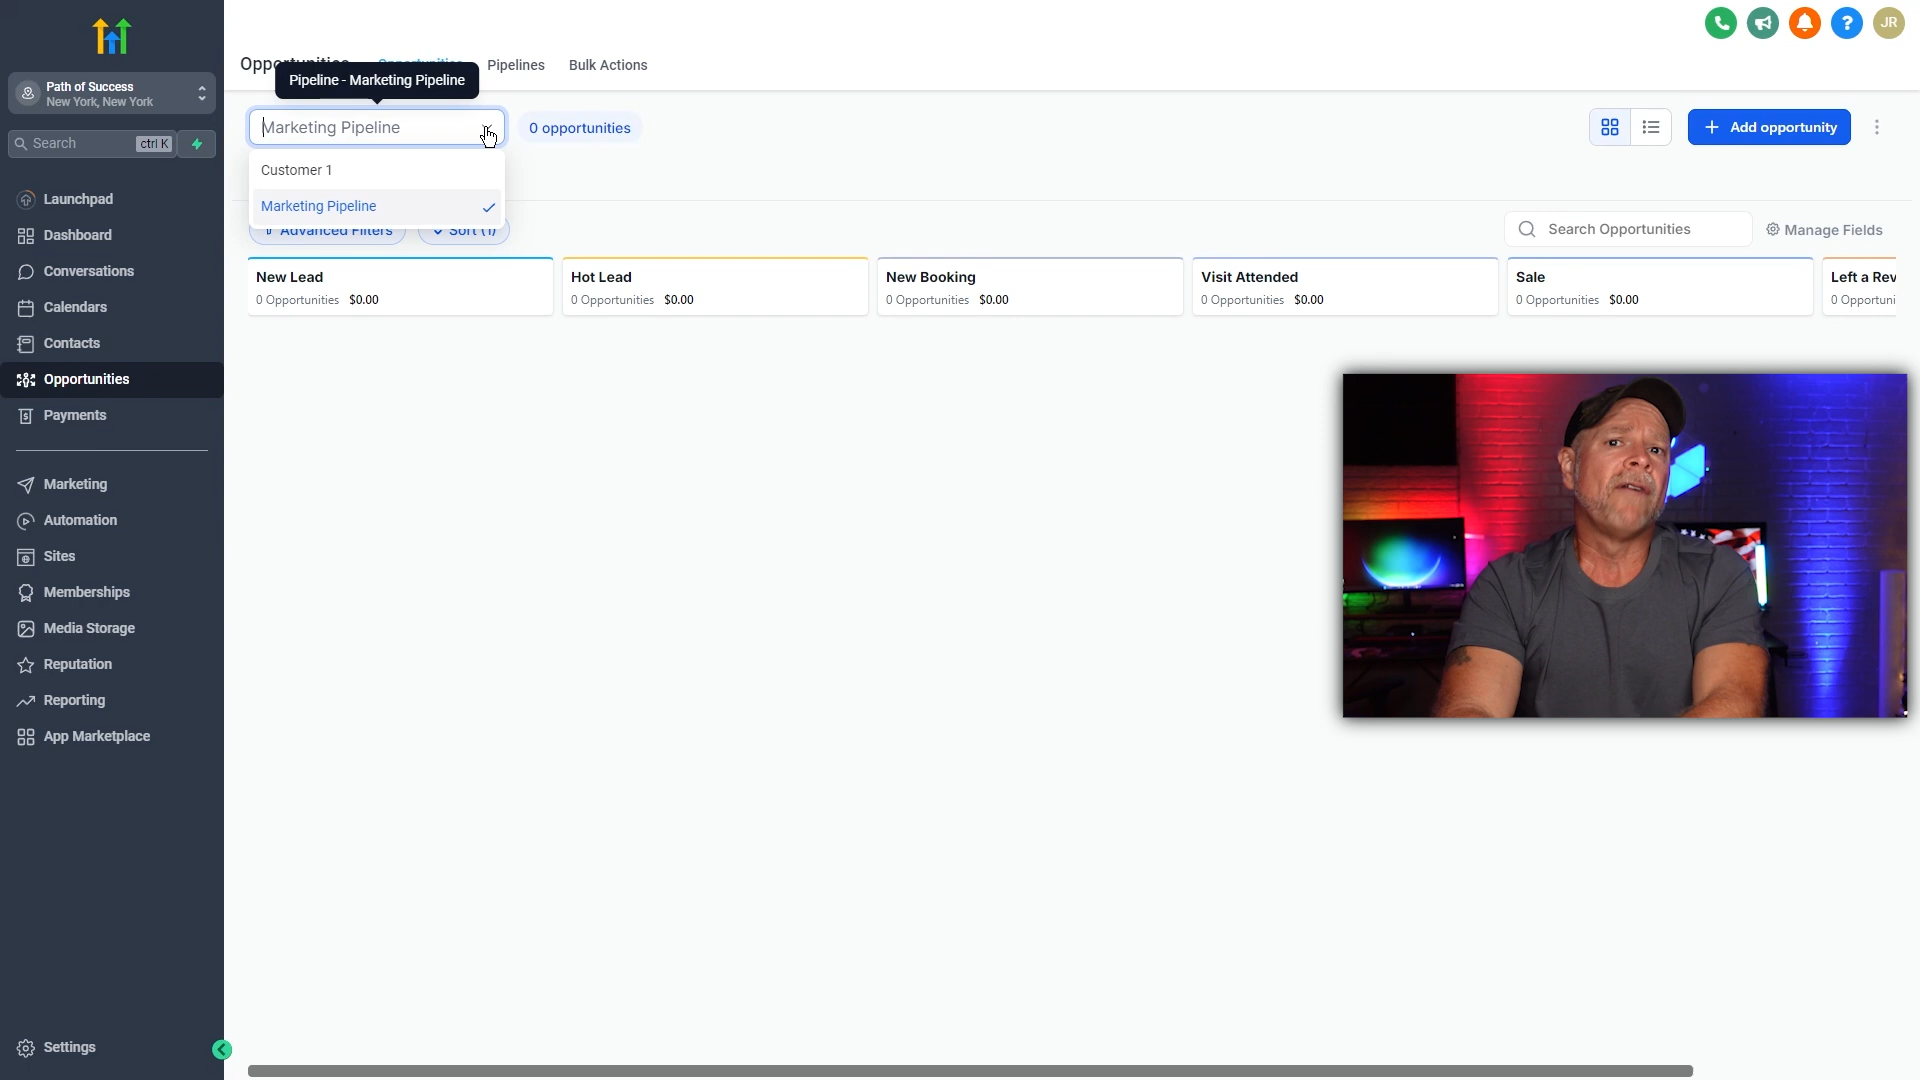 JR
Path of Success
New York, New York
Search
ctrl K
Launchpad
Dashboard
Conversations
Calendars
Contacts
Opportunities
Payments
Marketing
Automation
Sites
Memberships
Media Storage
Reputation
Reporting
App Marketplace
Settings
Opportunities
Opportunities
Pipelines
Bulk Actions
Pipeline - Marketing Pipeline
Marketing Pipeline
0 opportunities
Add opportunity
Customer 1
Marketing Pipeline
Advanced Filters
Sort (1)
Search Opportunities
Manage Fields
New Lead
0 Opportunities $0.00
Hot Lead
0 Opportunities $0.00
New Booking
0 Opportunities $0.00
Visit Attended
0 Opportunities $0.00
Sale
0 Opportunities $0.00
Left a Rev
0 Opportuni